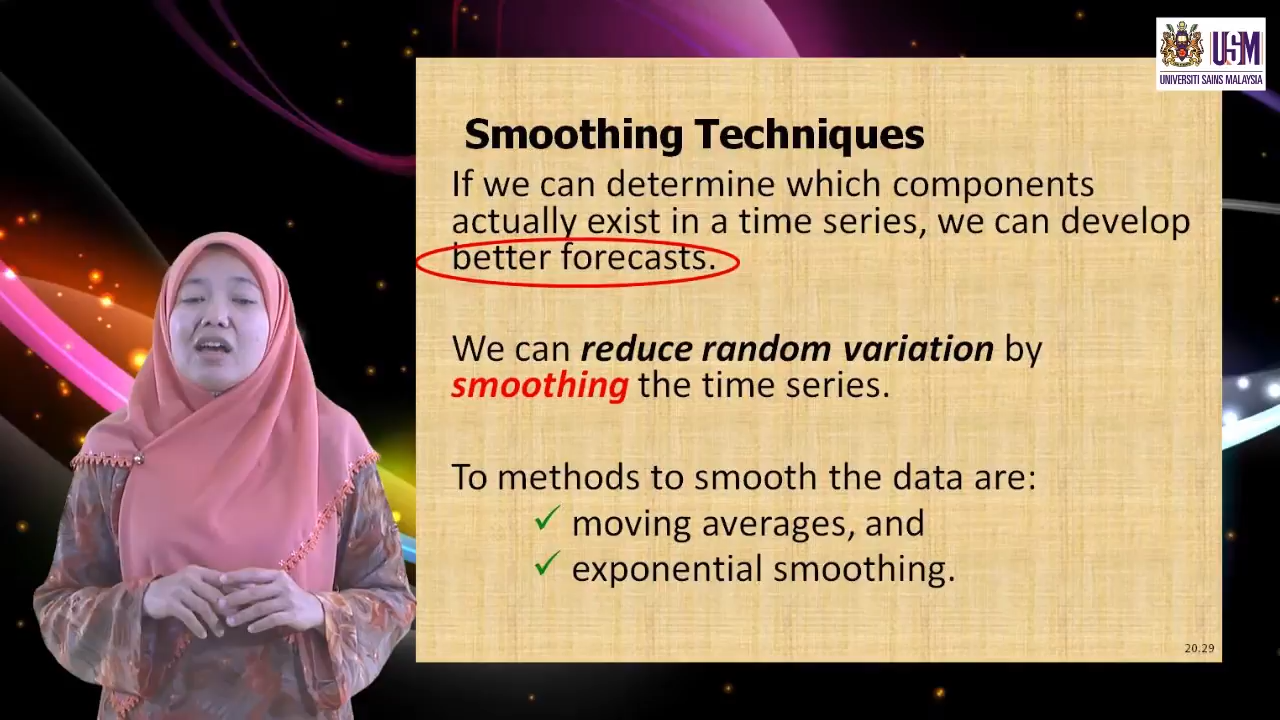 USM
UNIVERSITI SAINS MALAYSIA
Smoothing Techniques
If we can determine which components
actually exist in a time series, we can develop
better forecasts.
We can reduce random variation by
smoothing the time series.
To methods to smooth the data are:
✓ moving averages, and
✓ exponential smoothing.
20.29